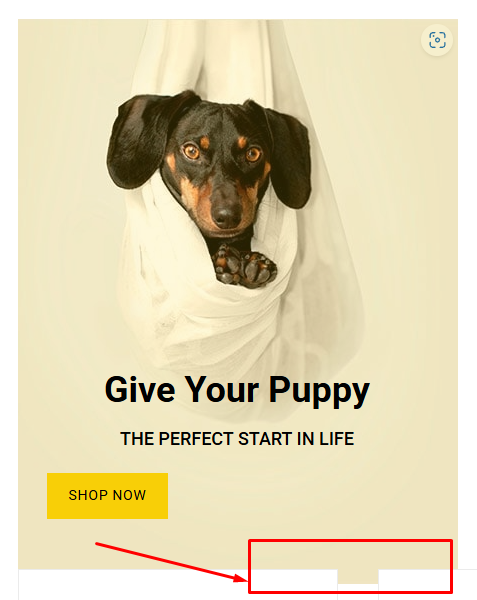 Give Your Puppy
THE PERFECT START IN LIFE
SHOP NOW